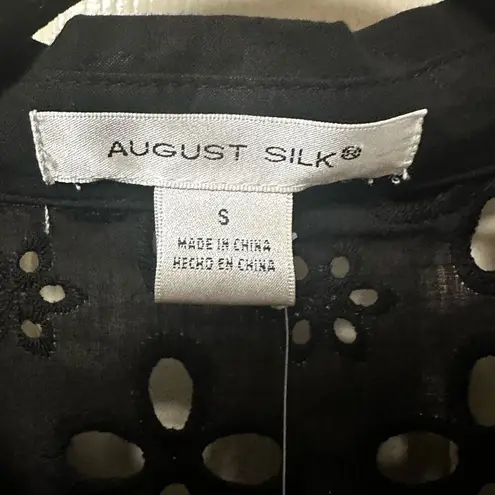 AUGUST SILK®
S
MADE IN CHINA
HECHO EN CHINA